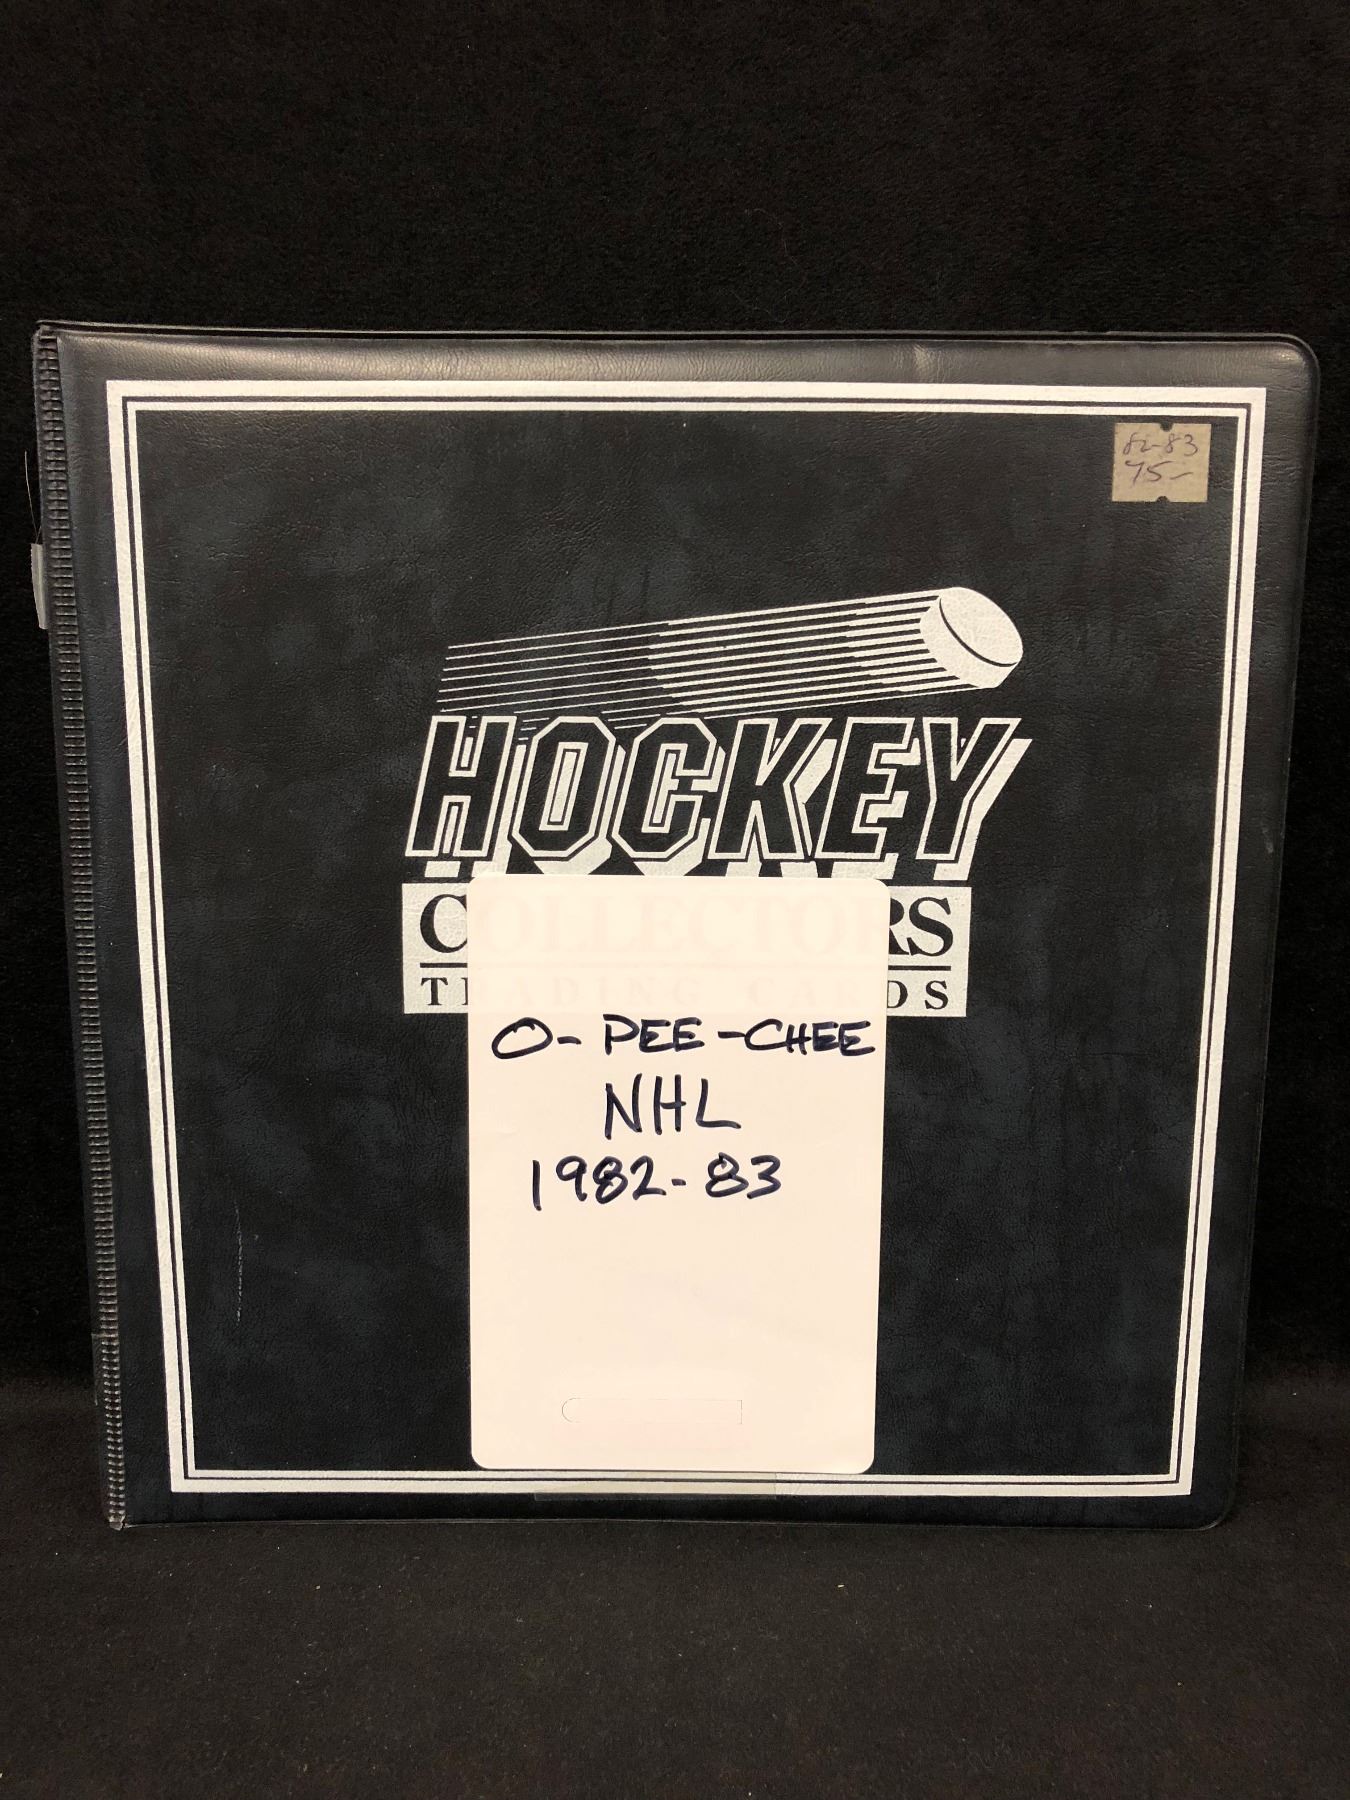 82-83
75-
HOCKEY
COLLECTORS
TRADING CARDS
O-PEE-CHEE
NHL
1982-83